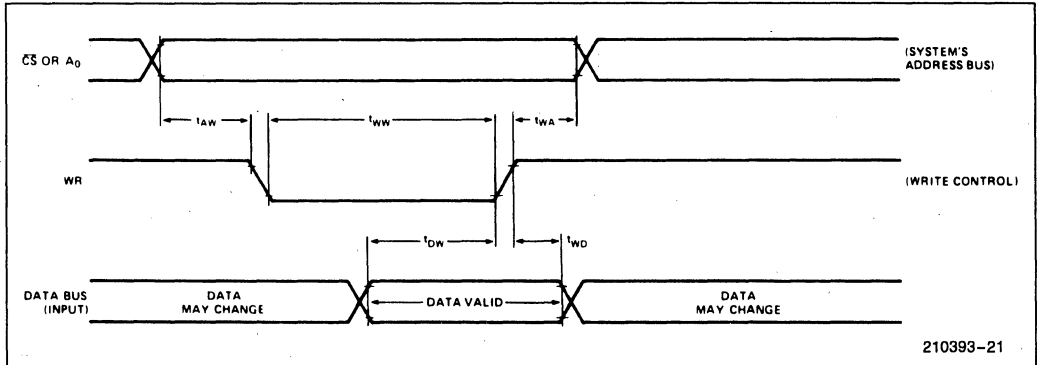 C̅S̅ OR A₀
(SYSTEM'S
ADDRESS BUS)
tAW
tWW
tWA
WR
(WRITE CONTROL)
tDW
tWD
DATA BUS
(INPUT)
DATA
MAY CHANGE
DATA VALID
DATA
MAY CHANGE
210393-21